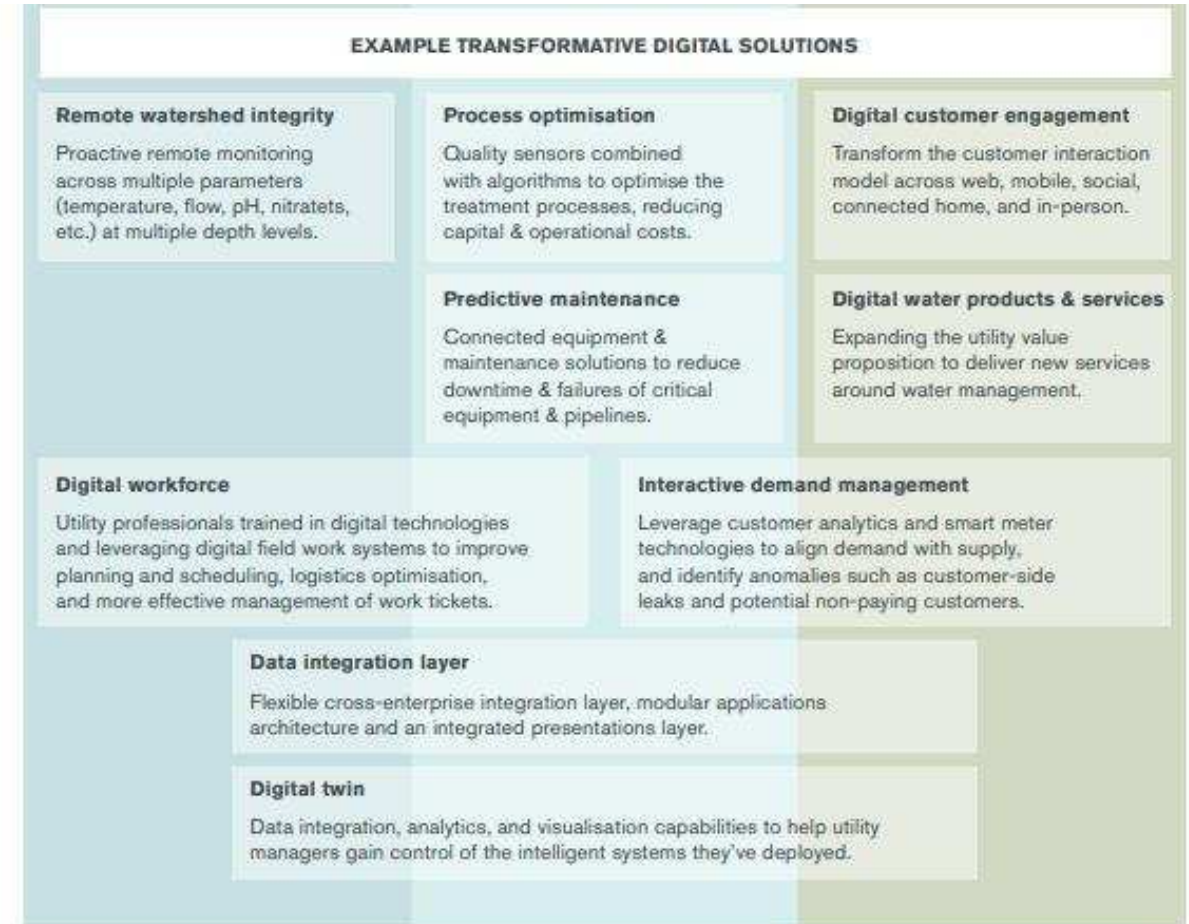 EXAMPLE TRANSFORMATIVE DIGITAL SOLUTIONS
Remote watershed integrity
Proactive remote monitoring
across multiple parameters
(temperature, flow, pH, nitratets,
etc.) at multiple depth levels.
Process optimisation
Quality sensors combined
with algorithms to optimise the
treatment processes, reducing
capital & operational costs.
Digital customer engagement
Transform the customer interaction
model across web, mobile, social,
connected home, and in-person.
Predictive maintenance
Connected equipment &
maintenance solutions to reduce
downtime & failures of critical
equipment & pipelines.
Digital water products & services
Expanding the utility value
proposition to deliver new services
around water management.
Digital workforce
Utility professionals trained in digital technologies
and leveraging digital field work systems to improve
planning and scheduling, logistics optimisation,
and more effective management of work tickets.
Interactive demand management
Leverage customer analytics and smart meter
technologies to align demand with supply,
and identify anomalies such as customer-side
leaks and potential non-paying customers.
Data integration layer
Flexible cross-enterprise integration layer, modular applications
architecture and an integrated presentations layer.
Digital twin
Data integration, analytics, and visualisation capabilities to help utility
managers gain control of the intelligent systems they've deployed.